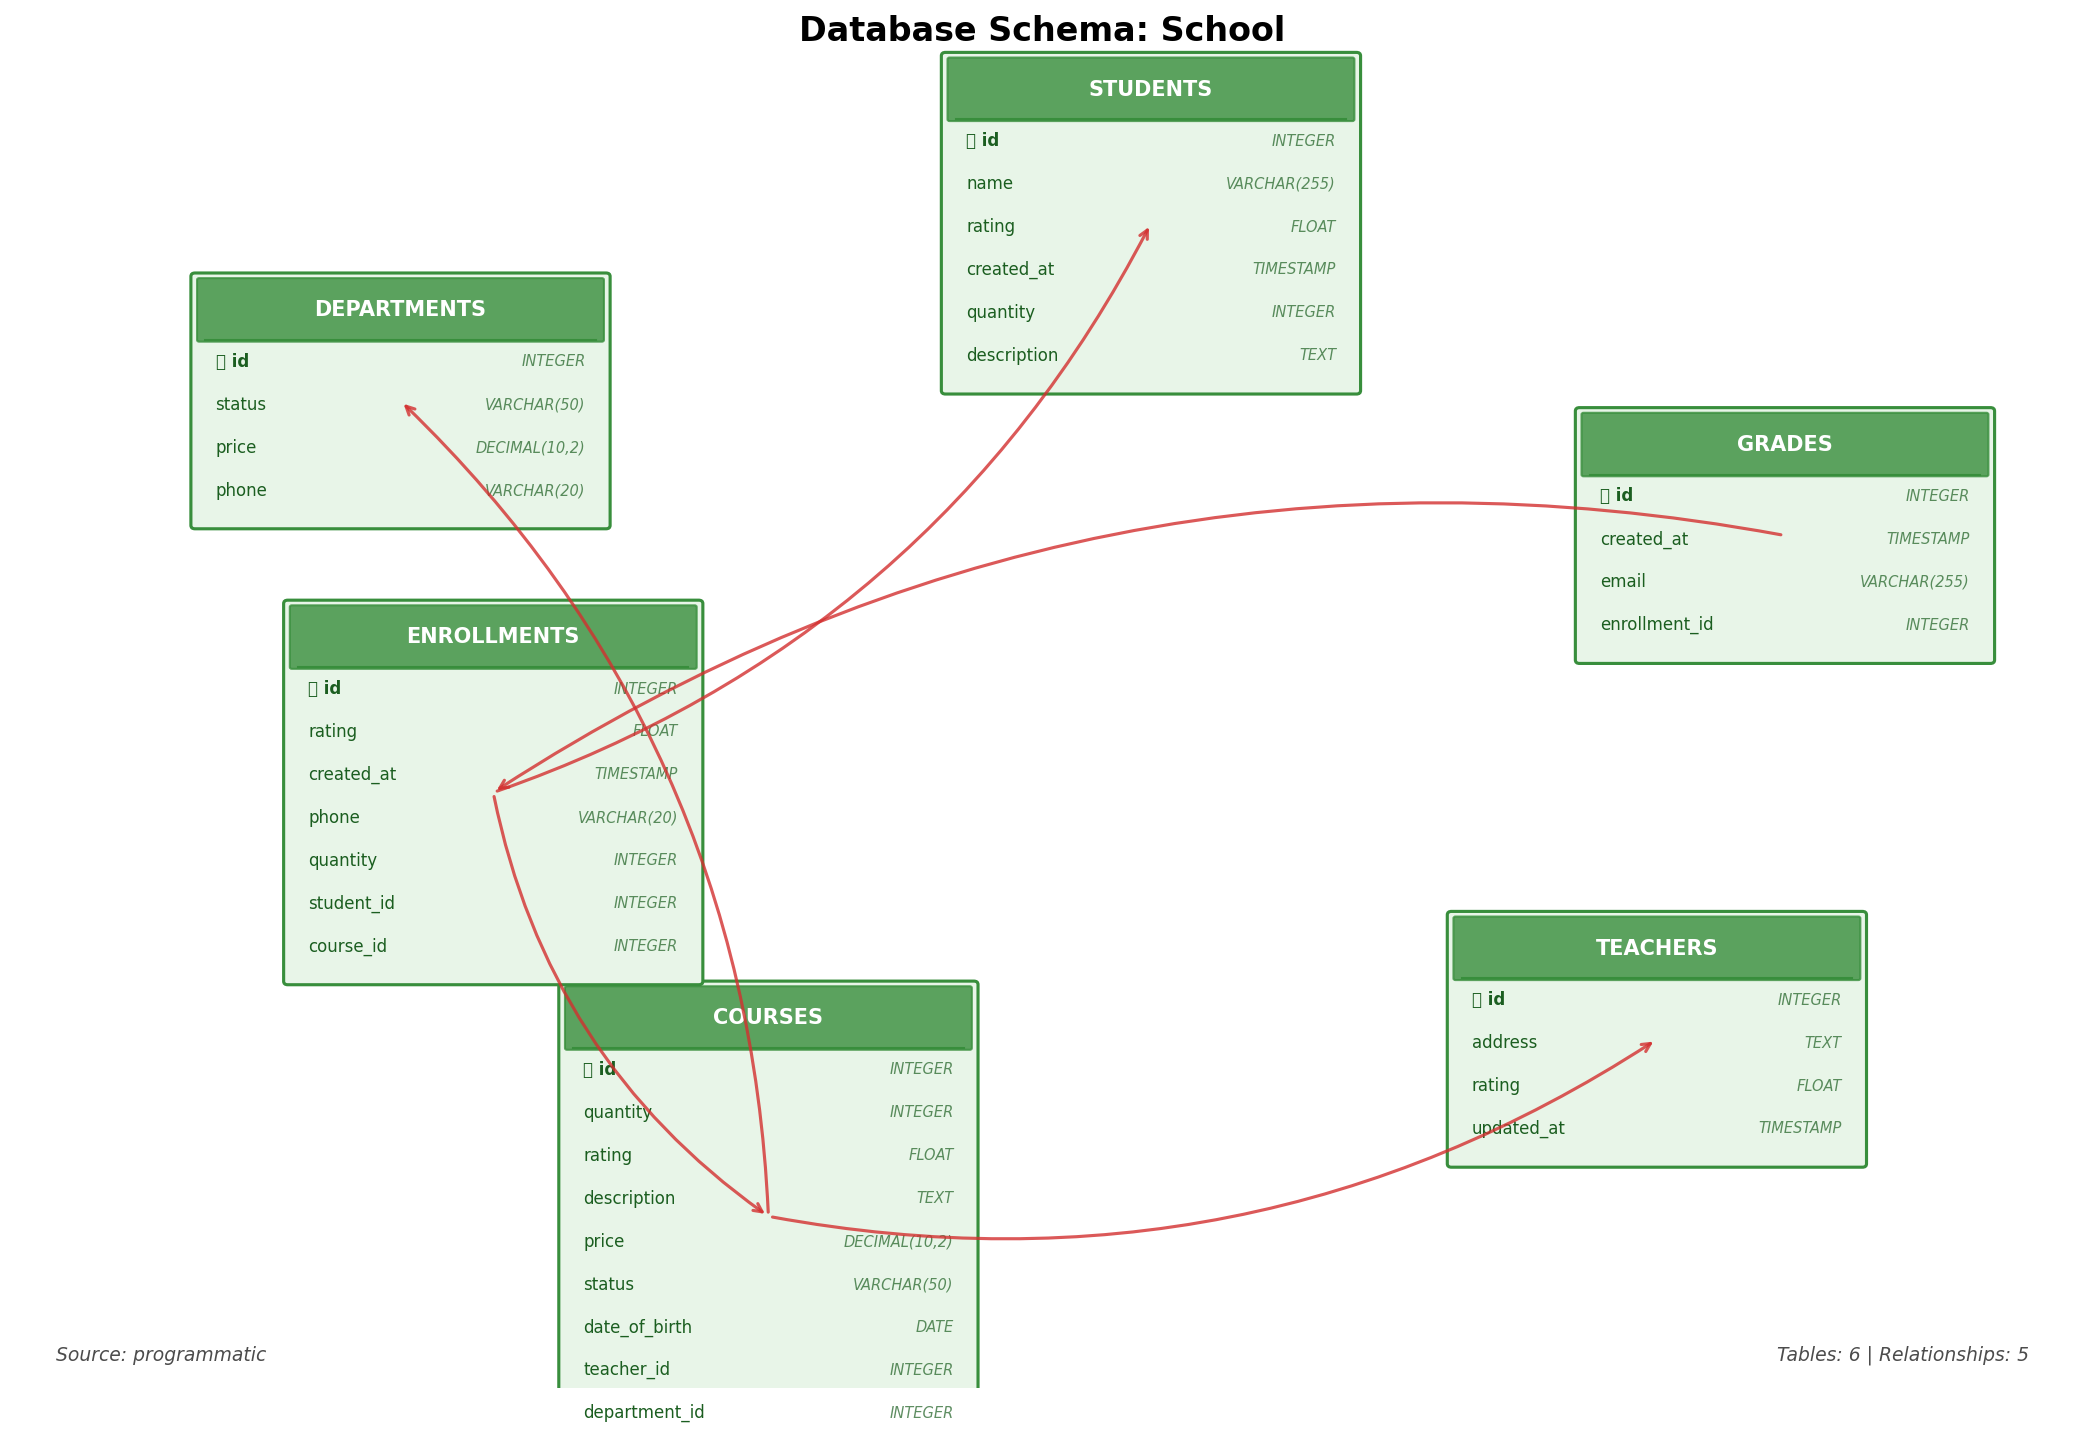 Database Schema: School
STUDENTS
id INTEGER
name VARCHAR(255)
rating FLOAT
created_at TIMESTAMP
quantity INTEGER
description TEXT
DEPARTMENTS
id INTEGER
status VARCHAR(50)
price DECIMAL(10,2)
phone VARCHAR(20)
GRADES
id INTEGER
created_at TIMESTAMP
email VARCHAR(255)
enrollment_id INTEGER
ENROLLMENTS
id INTEGER
rating FLOAT
created_at TIMESTAMP
phone VARCHAR(20)
quantity INTEGER
student_id INTEGER
course_id INTEGER
TEACHERS
id INTEGER
address TEXT
rating FLOAT
updated_at TIMESTAMP
COURSES
id INTEGER
quantity INTEGER
rating FLOAT
description TEXT
price DECIMAL(10,2)
status VARCHAR(50)
date_of_birth DATE
teacher_id INTEGER
department_id INTEGER
Source: programmatic
Tables: 6 | Relationships: 5